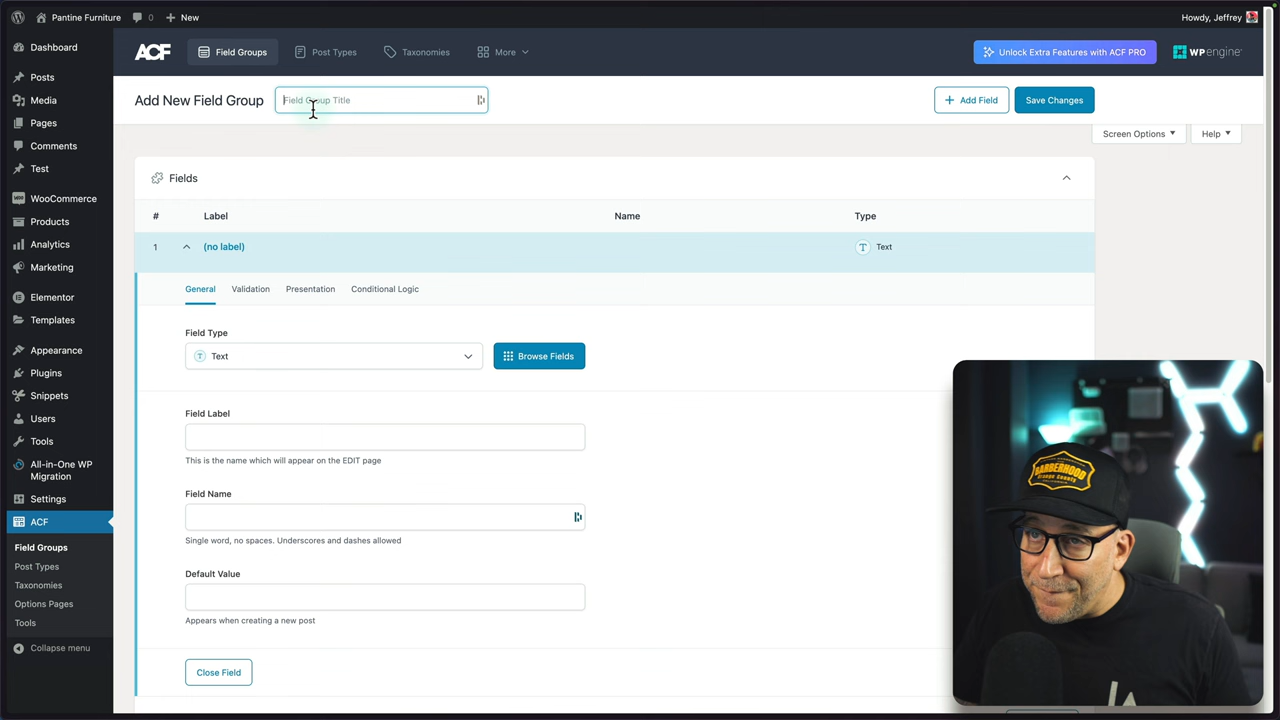 Pantine Furniture
0
New
Howdy, Jeffrey
Dashboard
Posts
Media
Pages
Comments
Test
WooCommerce
Products
Analytics
Marketing
Elementor
Templates
Appearance
Plugins
Snippets
Users
Tools
All-in-One WP
Migration
Settings
ACF
Field Groups
Post Types
Taxonomies
Options Pages
Tools
Collapse menu
ACF
Field Groups
Post Types
Taxonomies
More
Unlock Extra Features with ACF PRO
wpengine
Add New Field Group
Field Group Title
Add Field
Save Changes
Screen Options
Help
Fields
# Label Name Type
1 (no label) T Text
General Validation Presentation Conditional Logic
Field Type
T Text
Browse Fields
Field Label
This is the name which will appear on the EDIT page
Field Name
Single word, no spaces. Underscores and dashes allowed
Default Value
Appears when creating a new post
Close Field
BARBERHOOD
Orange County